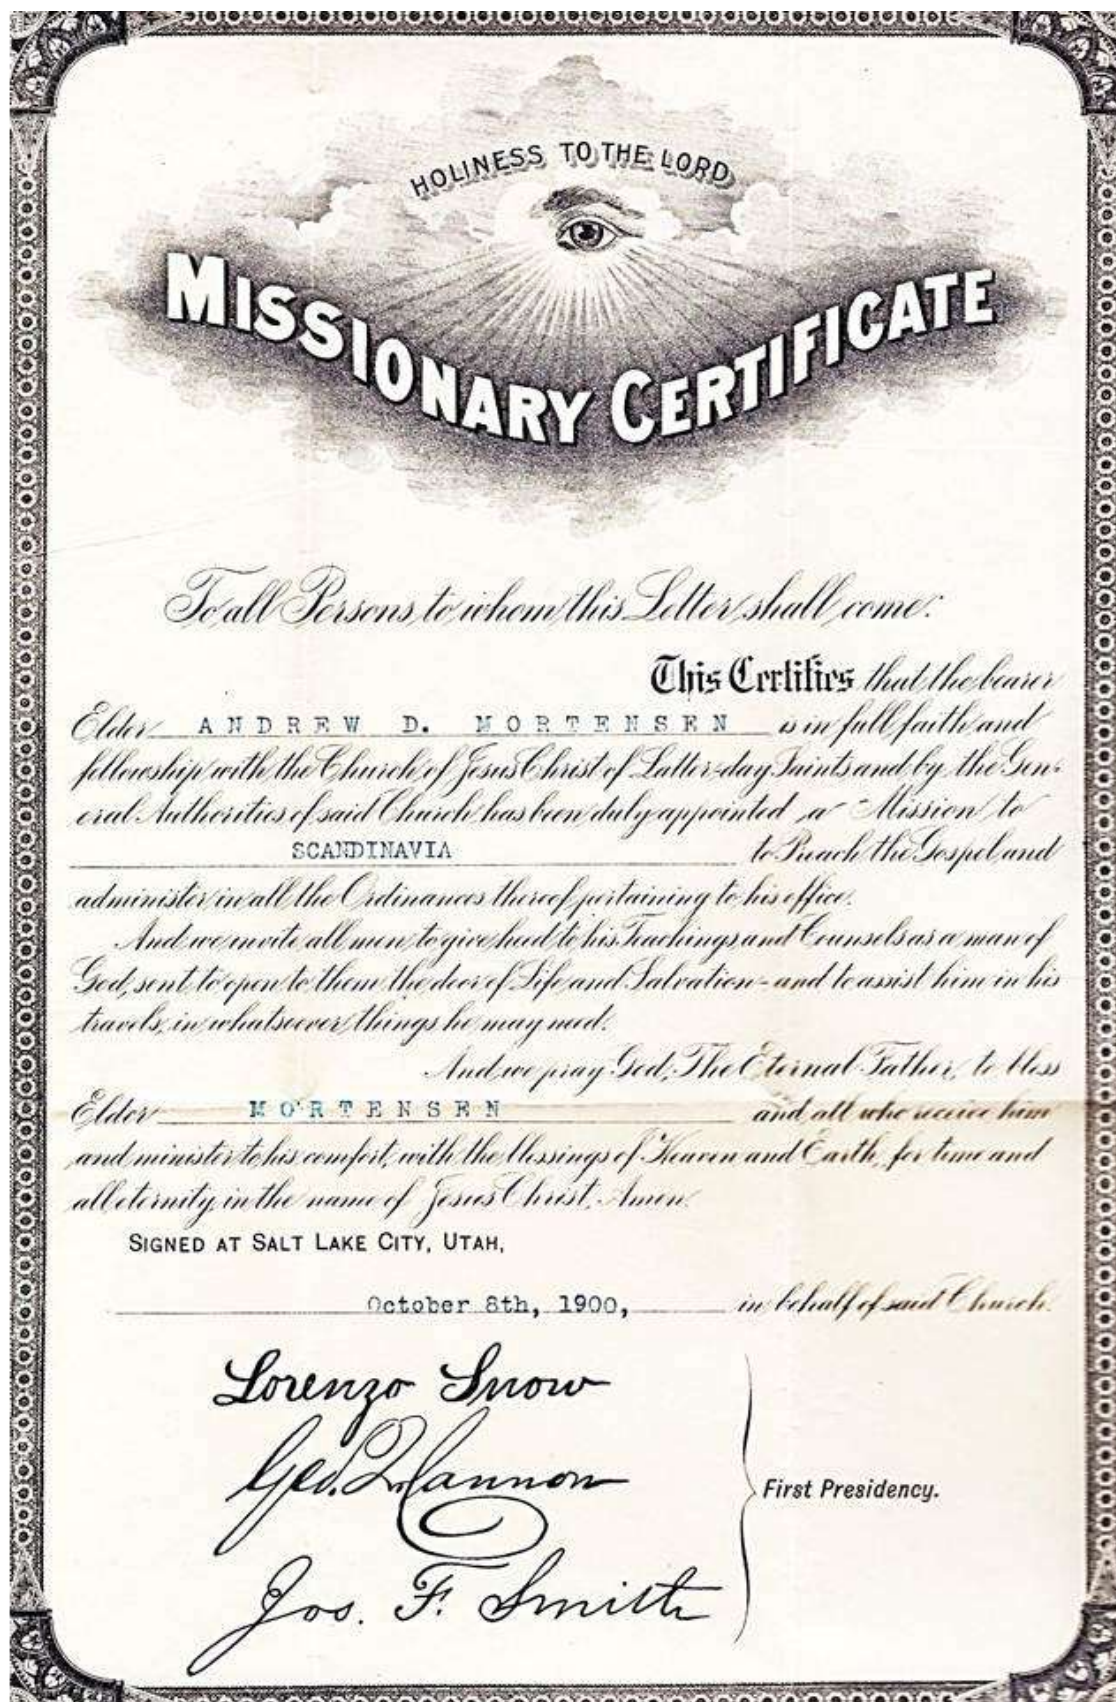 HOLINESS TO THE LORD
MISSIONARY CERTIFICATE
To all Persons to whom this Letter shall come:
This Certifies that the bearer
Elder ANDREW D. MORTENSEN is in full faith and
fellowship with the Church of Jesus Christ of Latter-day Saints and by the Gen-
eral Authorities of said Church has been duly appointed a Mission to
SCANDINAVIA to Preach the Gospel and
administer in all the Ordinances thereof pertaining to his office.
And we invite all men to give heed to his Teachings and Counsels as a man of
God, sent to open to them the door of Life and Salvation - and to assist him in his
travels, in whatsoever things he may need.
And we pray God, The Eternal Father, to bless
Elder MORTENSEN and all who receive him
and minister to his comfort, with the blessings of Heaven and Earth, for time and
all eternity, in the name of Jesus Christ, Amen.
SIGNED AT SALT LAKE CITY, UTAH,
October 8th, 1900, in behalf of said Church.
Lorenzo Snow
Geo. Q. Cannon
First Presidency.
Jos. F. Smith